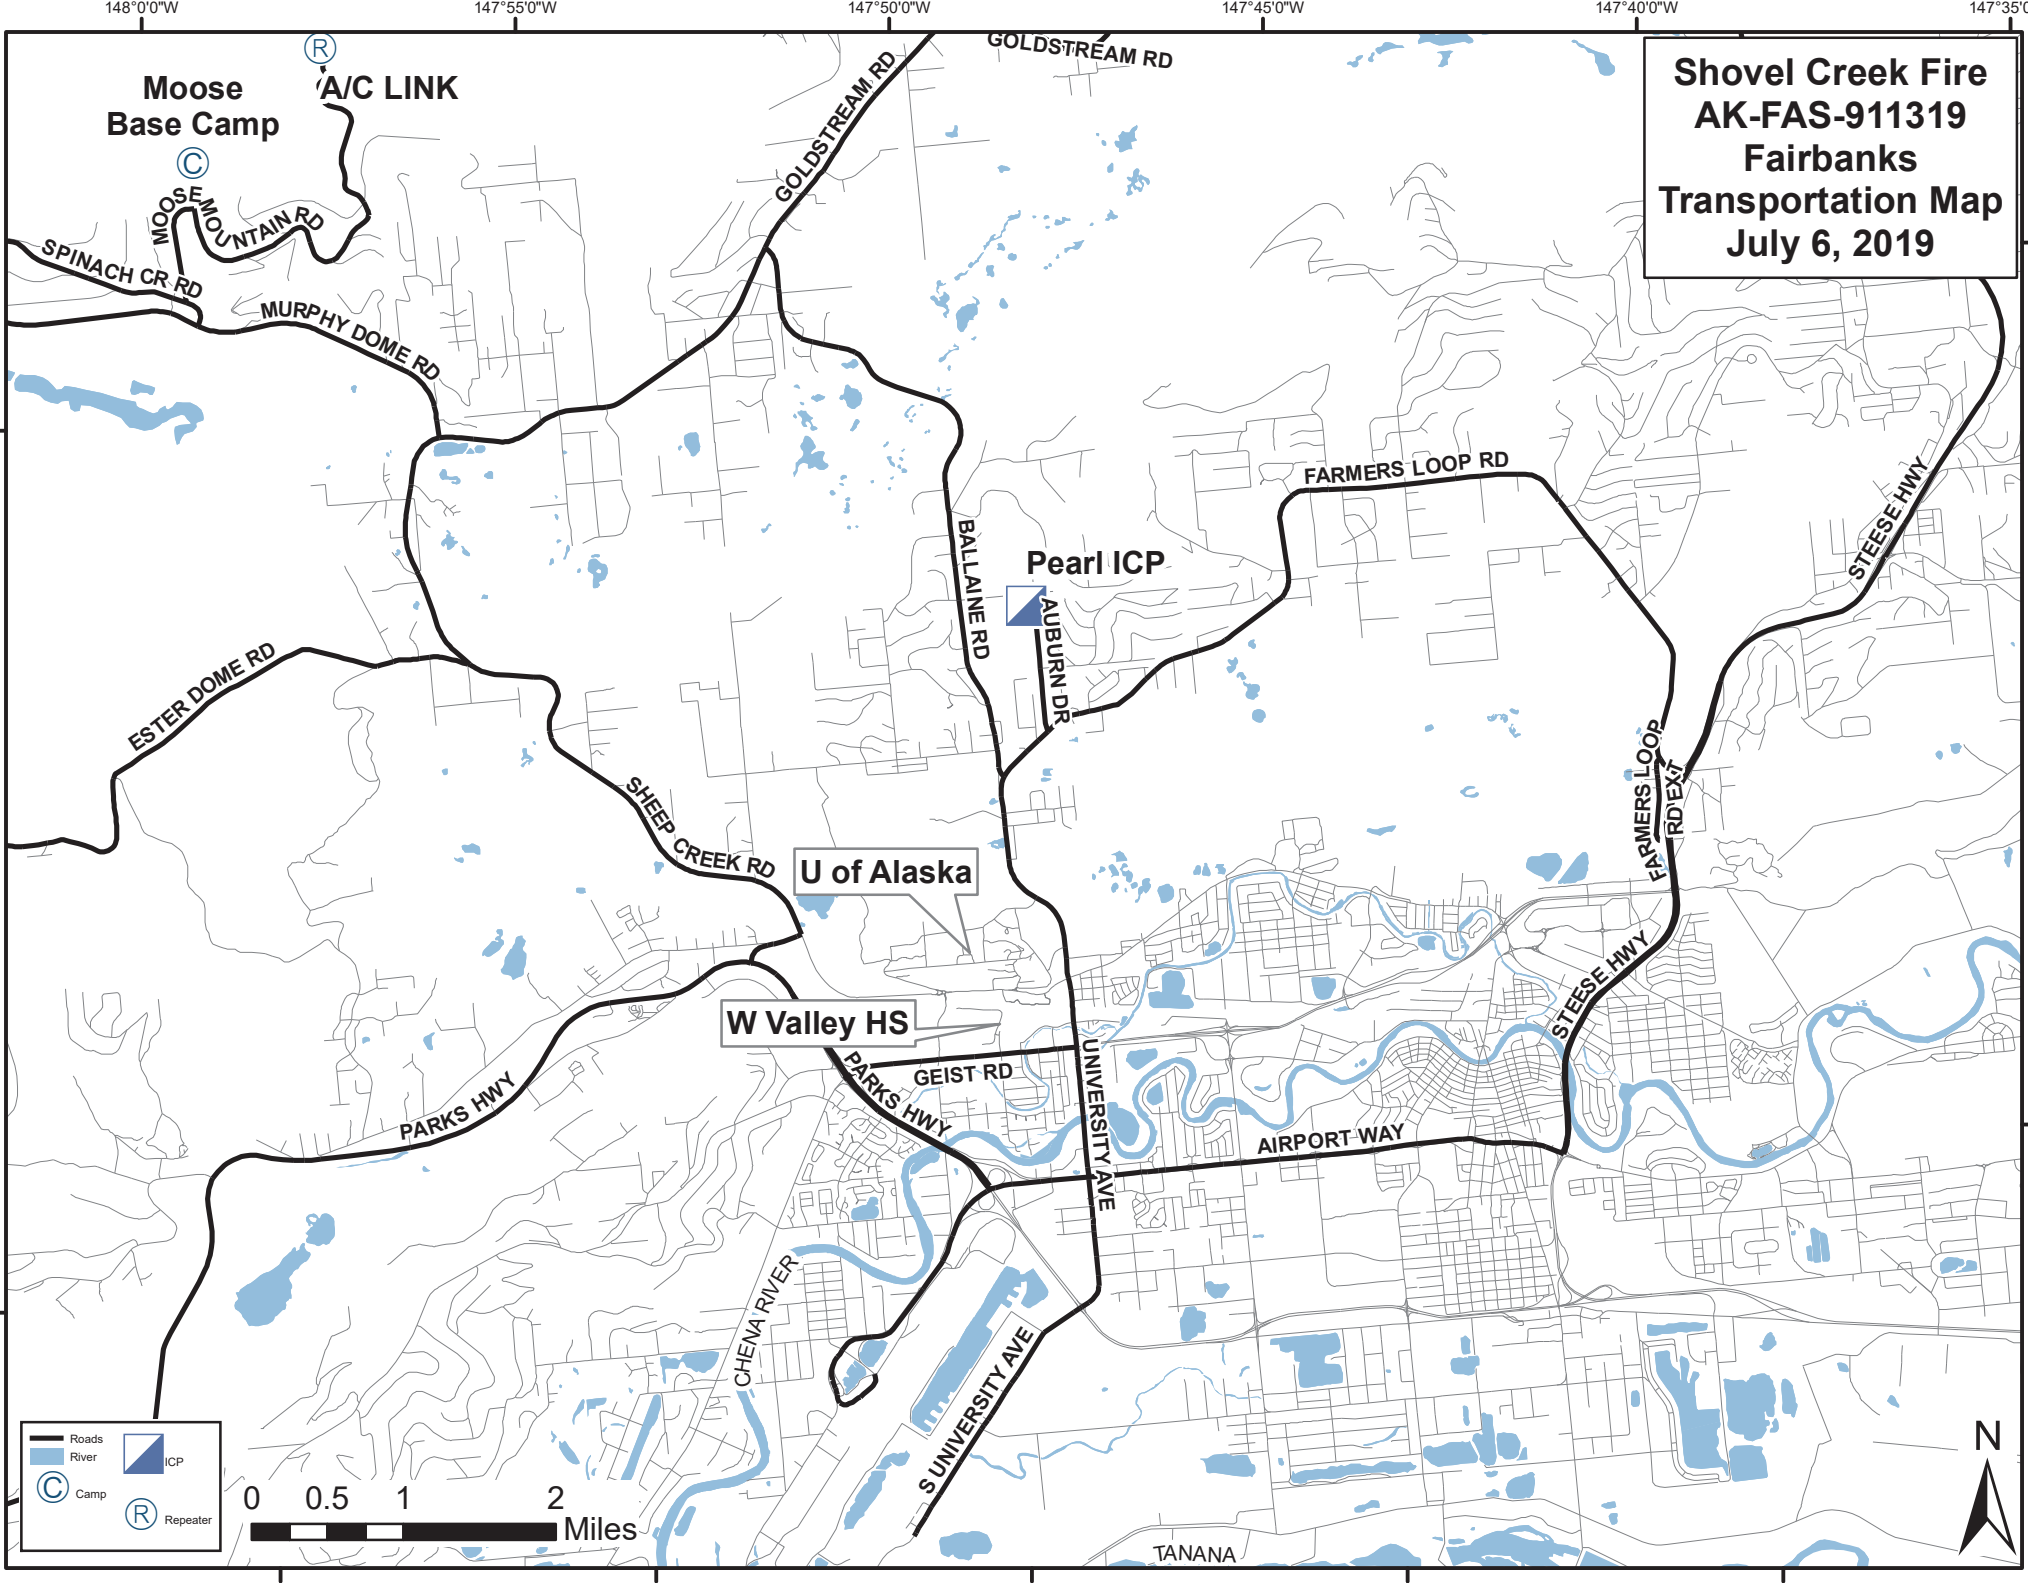 148°0'0"W
147°55'0"W
147°50'0"W
147°45'0"W
147°40'0"W
147°35'0
Shovel Creek Fire
AK-FAS-911319
Fairbanks
Transportation Map
July 6, 2019
R
A/C LINK
Moose
Base Camp
C
MOOSE MOUNTAIN RD
SPINACH CR RD
MURPHY DOME RD
GOLDSTREAM RD
GOLDSTREAM RD
FARMERS LOOP RD
STEESE HWY
BALLAINE RD
Pearl ICP
AUBURN DR
ESTER DOME RD
SHEEP CREEK RD
FARMERS LOOP
RD EXT
U of Alaska
W Valley HS
STEESE HWY
GEIST RD
PARKS HWY
PARKS HWY
UNIVERSITY AVE
AIRPORT WAY
CHENA RIVER
S UNIVERSITY AVE
TANANA
Roads
River
ICP
C
Camp
R
Repeater
0 0.5 1 2
Miles
N